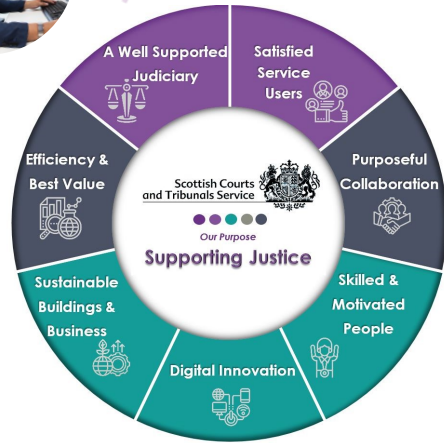 A Well Supported
Judiciary
Satisfied
Service
Users
Efficiency &
Best Value
Purposeful
Collaboration
Scottish Courts
and Tribunals Service
Our Purpose
Supporting Justice
Sustainable
Buildings &
Business
Skilled &
Motivated
People
Digital Innovation